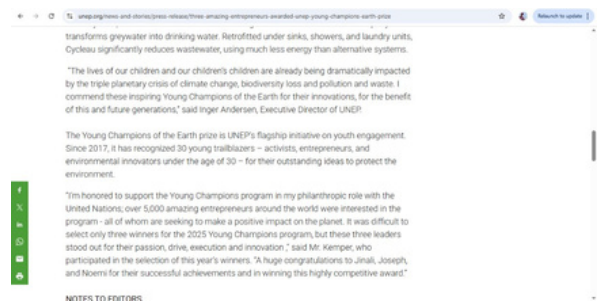 unep.org/news-and-stories/press-release/three-amazing-entrepreneurs-awarded-unep-young-champions-earth-prize
Relaunch to update
transforms greywater into drinking water. Retrofitted under sinks, showers, and laundry units,
Cycleau significantly reduces wastewater, using much less energy than alternative systems.
"The lives of our children and our children's children are already being dramatically impacted
by the triple planetary crisis of climate change, biodiversity loss and pollution and waste. I
commend these inspiring Young Champions of the Earth for their innovations, for the benefit
of this and future generations," said Inger Andersen, Executive Director of UNEP.
The Young Champions of the Earth prize is UNEP's flagship initiative on youth engagement.
Since 2017, it has recognized 30 young trailblazers – activists, entrepreneurs, and
environmental innovators under the age of 30 – for their outstanding ideas to protect the
environment.
"I'm honored to support the Young Champions program in my philanthropic role with the
United Nations; over 5,000 amazing entrepreneurs around the world were interested in the
program - all of whom are seeking to make a positive impact on the planet. It was difficult to
select only three winners for the 2025 Young Champions program, but these three leaders
stood out for their passion, drive, execution and innovation ," said Mr. Kemper, who
participated in the selection of this year's winners. "A huge congratulations to Jinali, Joseph,
and Noemi for their successful achievements and in winning this highly competitive award."
NOTES TO EDITORS